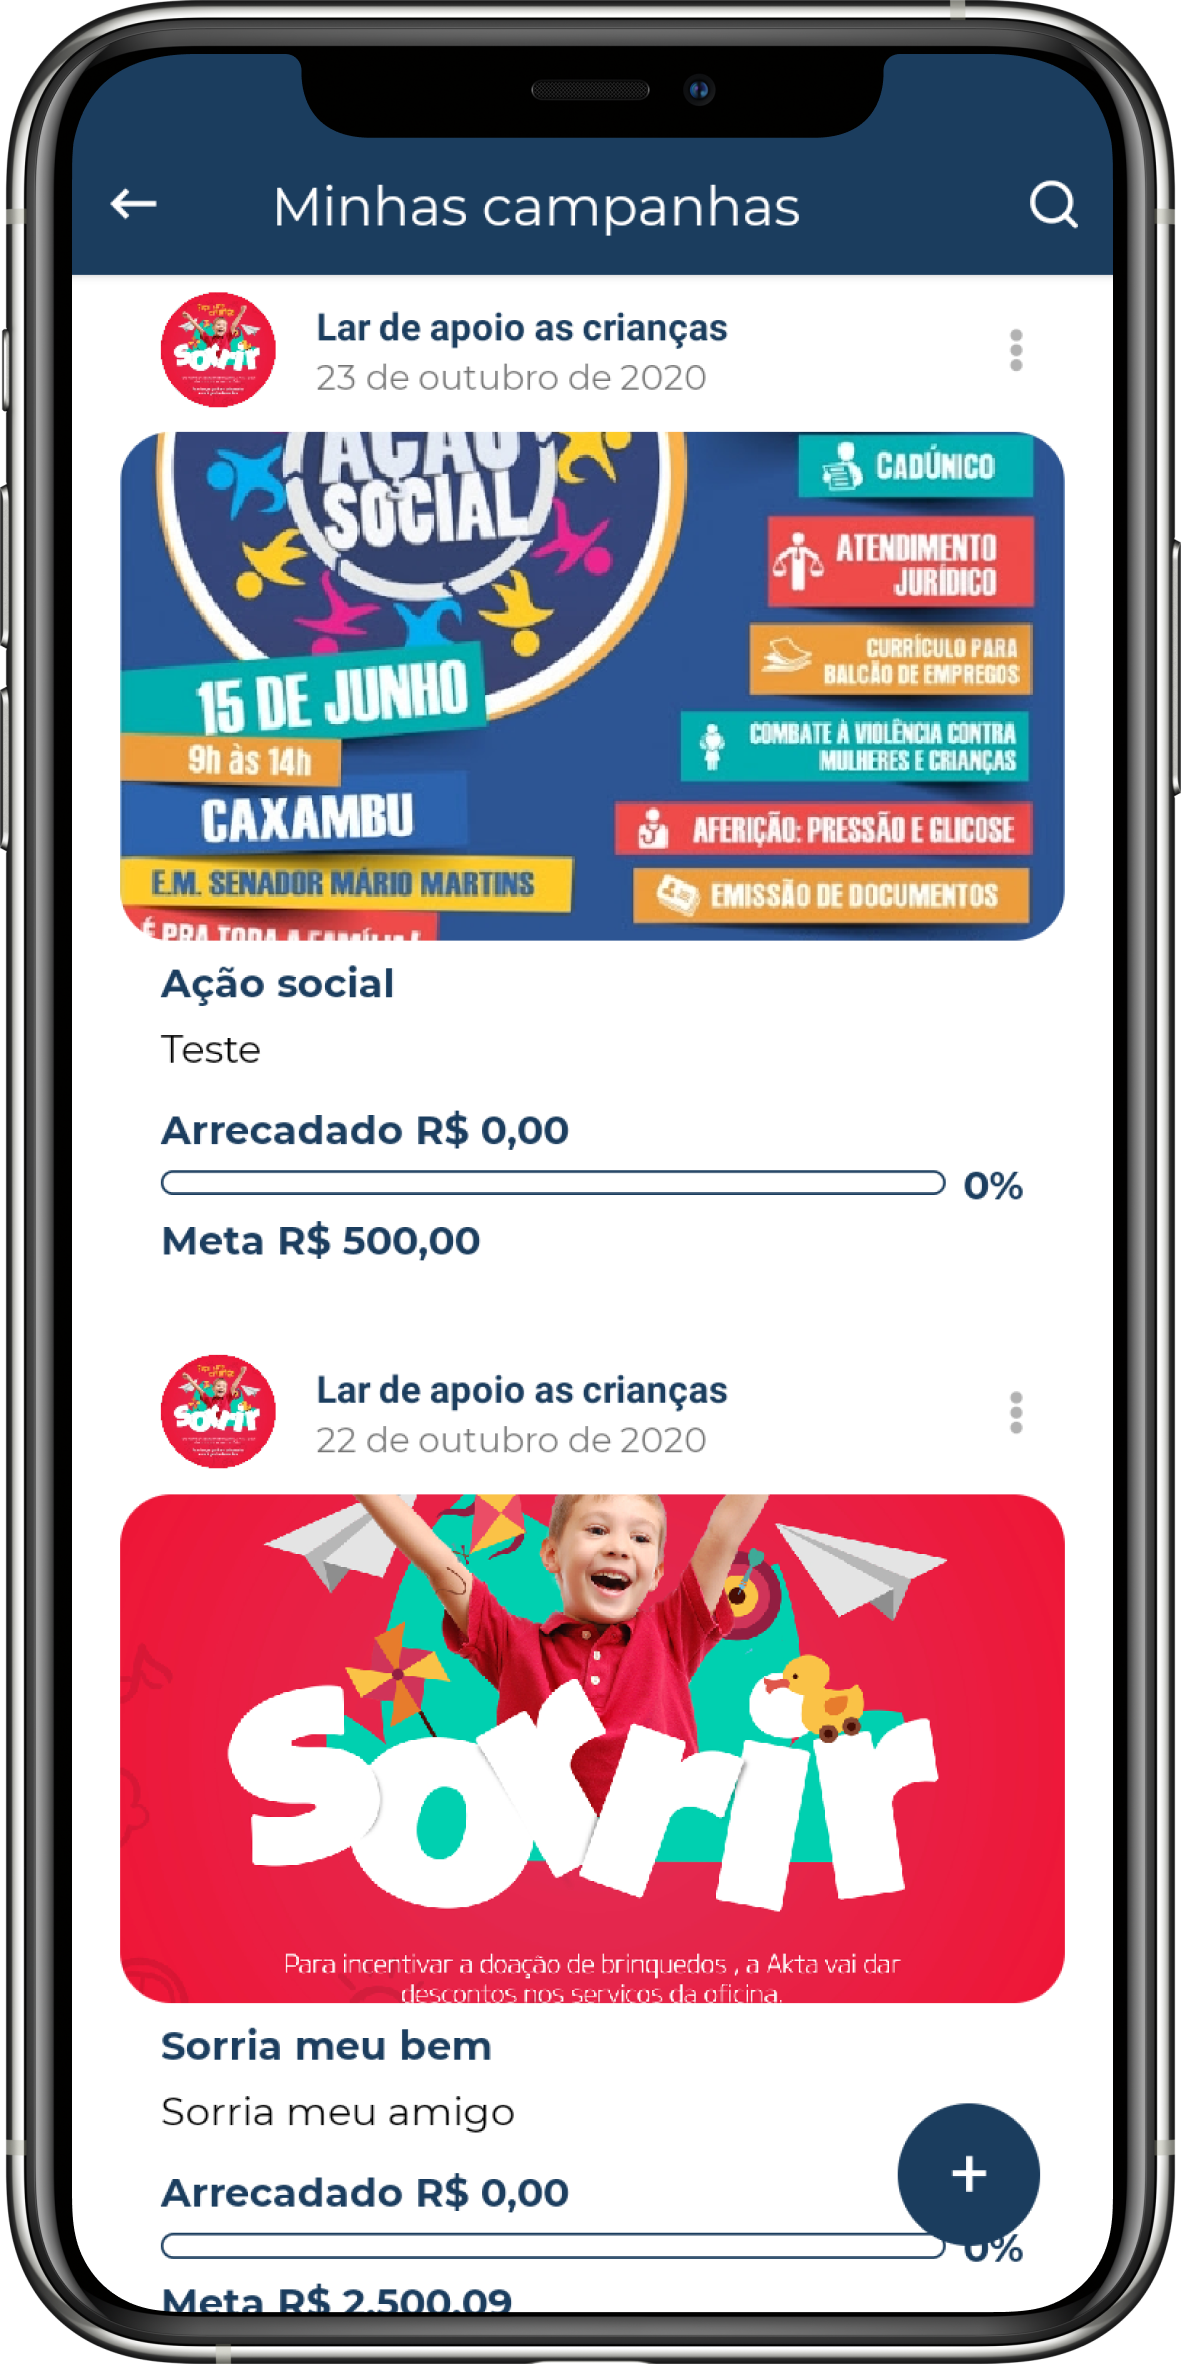 Minhas campanhas
Lar de apoio as crianças
23 de outubro de 2020
AÇÃO
SOCIAL
15 DE JUNHO
9h às 14h
CAXAMBU
E.M. SENADOR MÁRIO MARTINS
É PRA TODA A FAMÍLIA!
CADÚNICO
ATENDIMENTO
JURÍDICO
CURRÍCULO PARA
BALCÃO DE EMPREGOS
COMBATE À VIOLÊNCIA CONTRA
MULHERES E CRIANÇAS
AFERIÇÃO: PRESSÃO E GLICOSE
EMISSÃO DE DOCUMENTOS
Ação social
Teste
Arrecadado R$ 0,00
0%
Meta R$ 500,00
Sorrir
Lar de apoio as crianças
22 de outubro de 2020
Sorrir
Para incentivar a doação de brinquedos , a Akta vai dar
descontos nos serviços da oficina.
Sorria meu bem
Sorria meu amigo
+
Arrecadado R$ 0,00
0%
Meta R$ 2.500,09